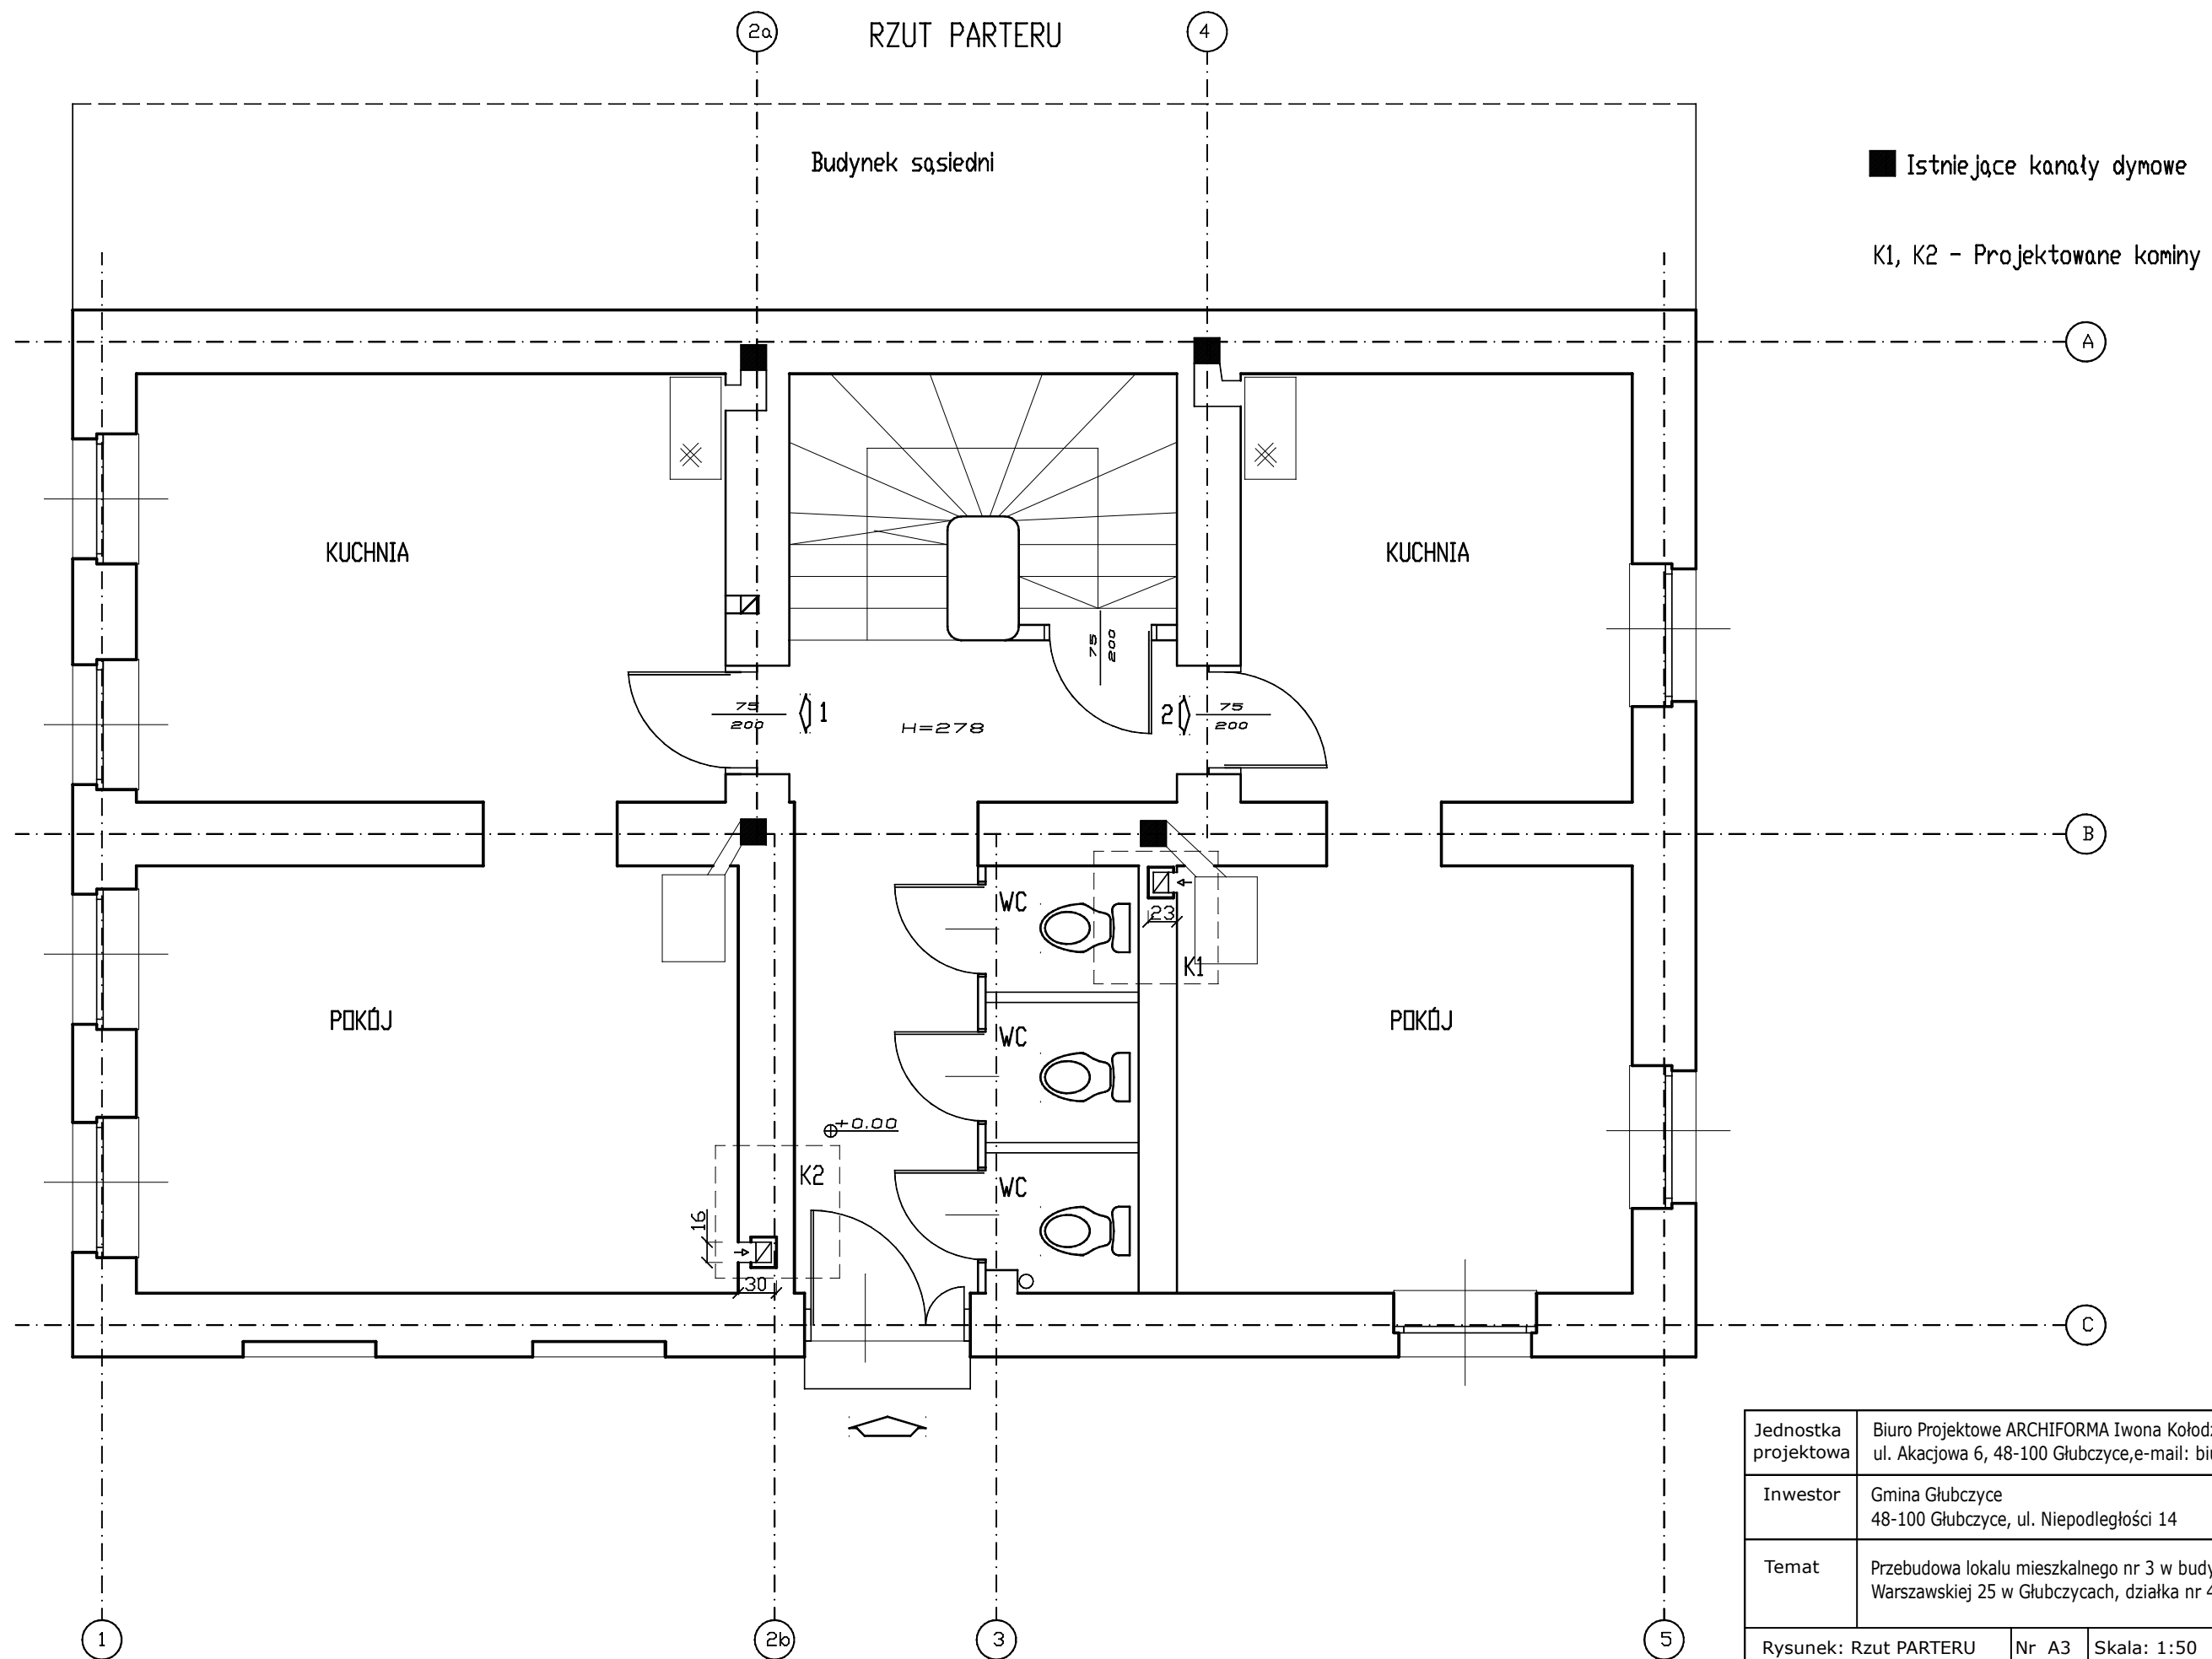 2a
RZUT PARTERU
4
Budynek sąsiedni
Istniejące kanały dymowe
K1, K2 - Projektowane kominy
A
KUCHNIA
KUCHNIA
75
200
75
200
1
H=278
2
75
200
B
WC
23
K1
POKÓJ
WC
POKÓJ
+0.00
K2
WC
16
30
C
Jednostka
projektowa
Biuro Projektowe ARCHIFORMA Iwona
ul. Akacjowa 6, 48-100 Głubczyce,e-mail:
Inwestor
Gmina Głubczyce
48-100 Głubczyce, ul. Niepodległości 14
Temat
Przebudowa lokalu mieszkalnego nr 3 w
Warszawskiej 25 w Głubczycach, działka nr 4
Rysunek: Rzut PARTERU
Nr A3
Skala: 1:50
1
2b
3
5